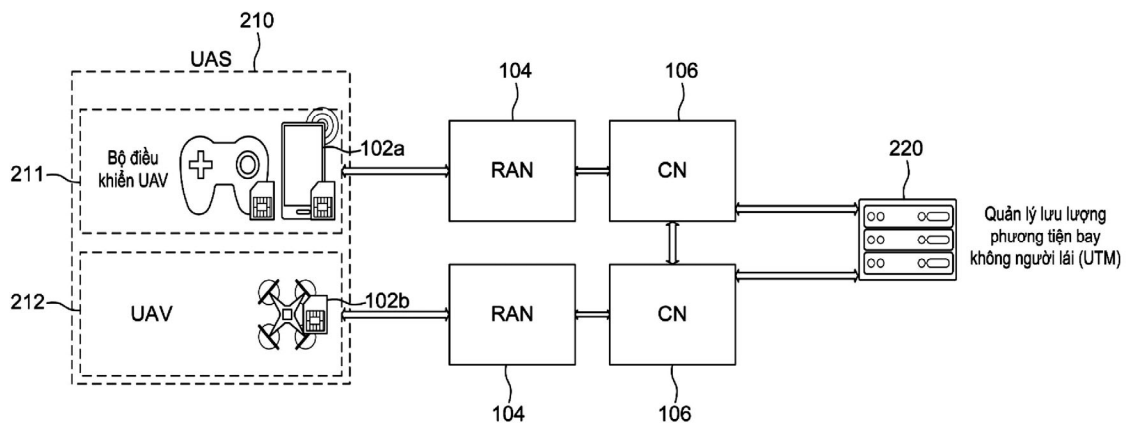 210
UAS
104
106
Bộ điều
khiển UAV
102a
211
RAN
CN
220
Quản lý lưu lượng
phương tiện bay
không người lái (UTM)
212
UAV
102b
RAN
CN
104
106